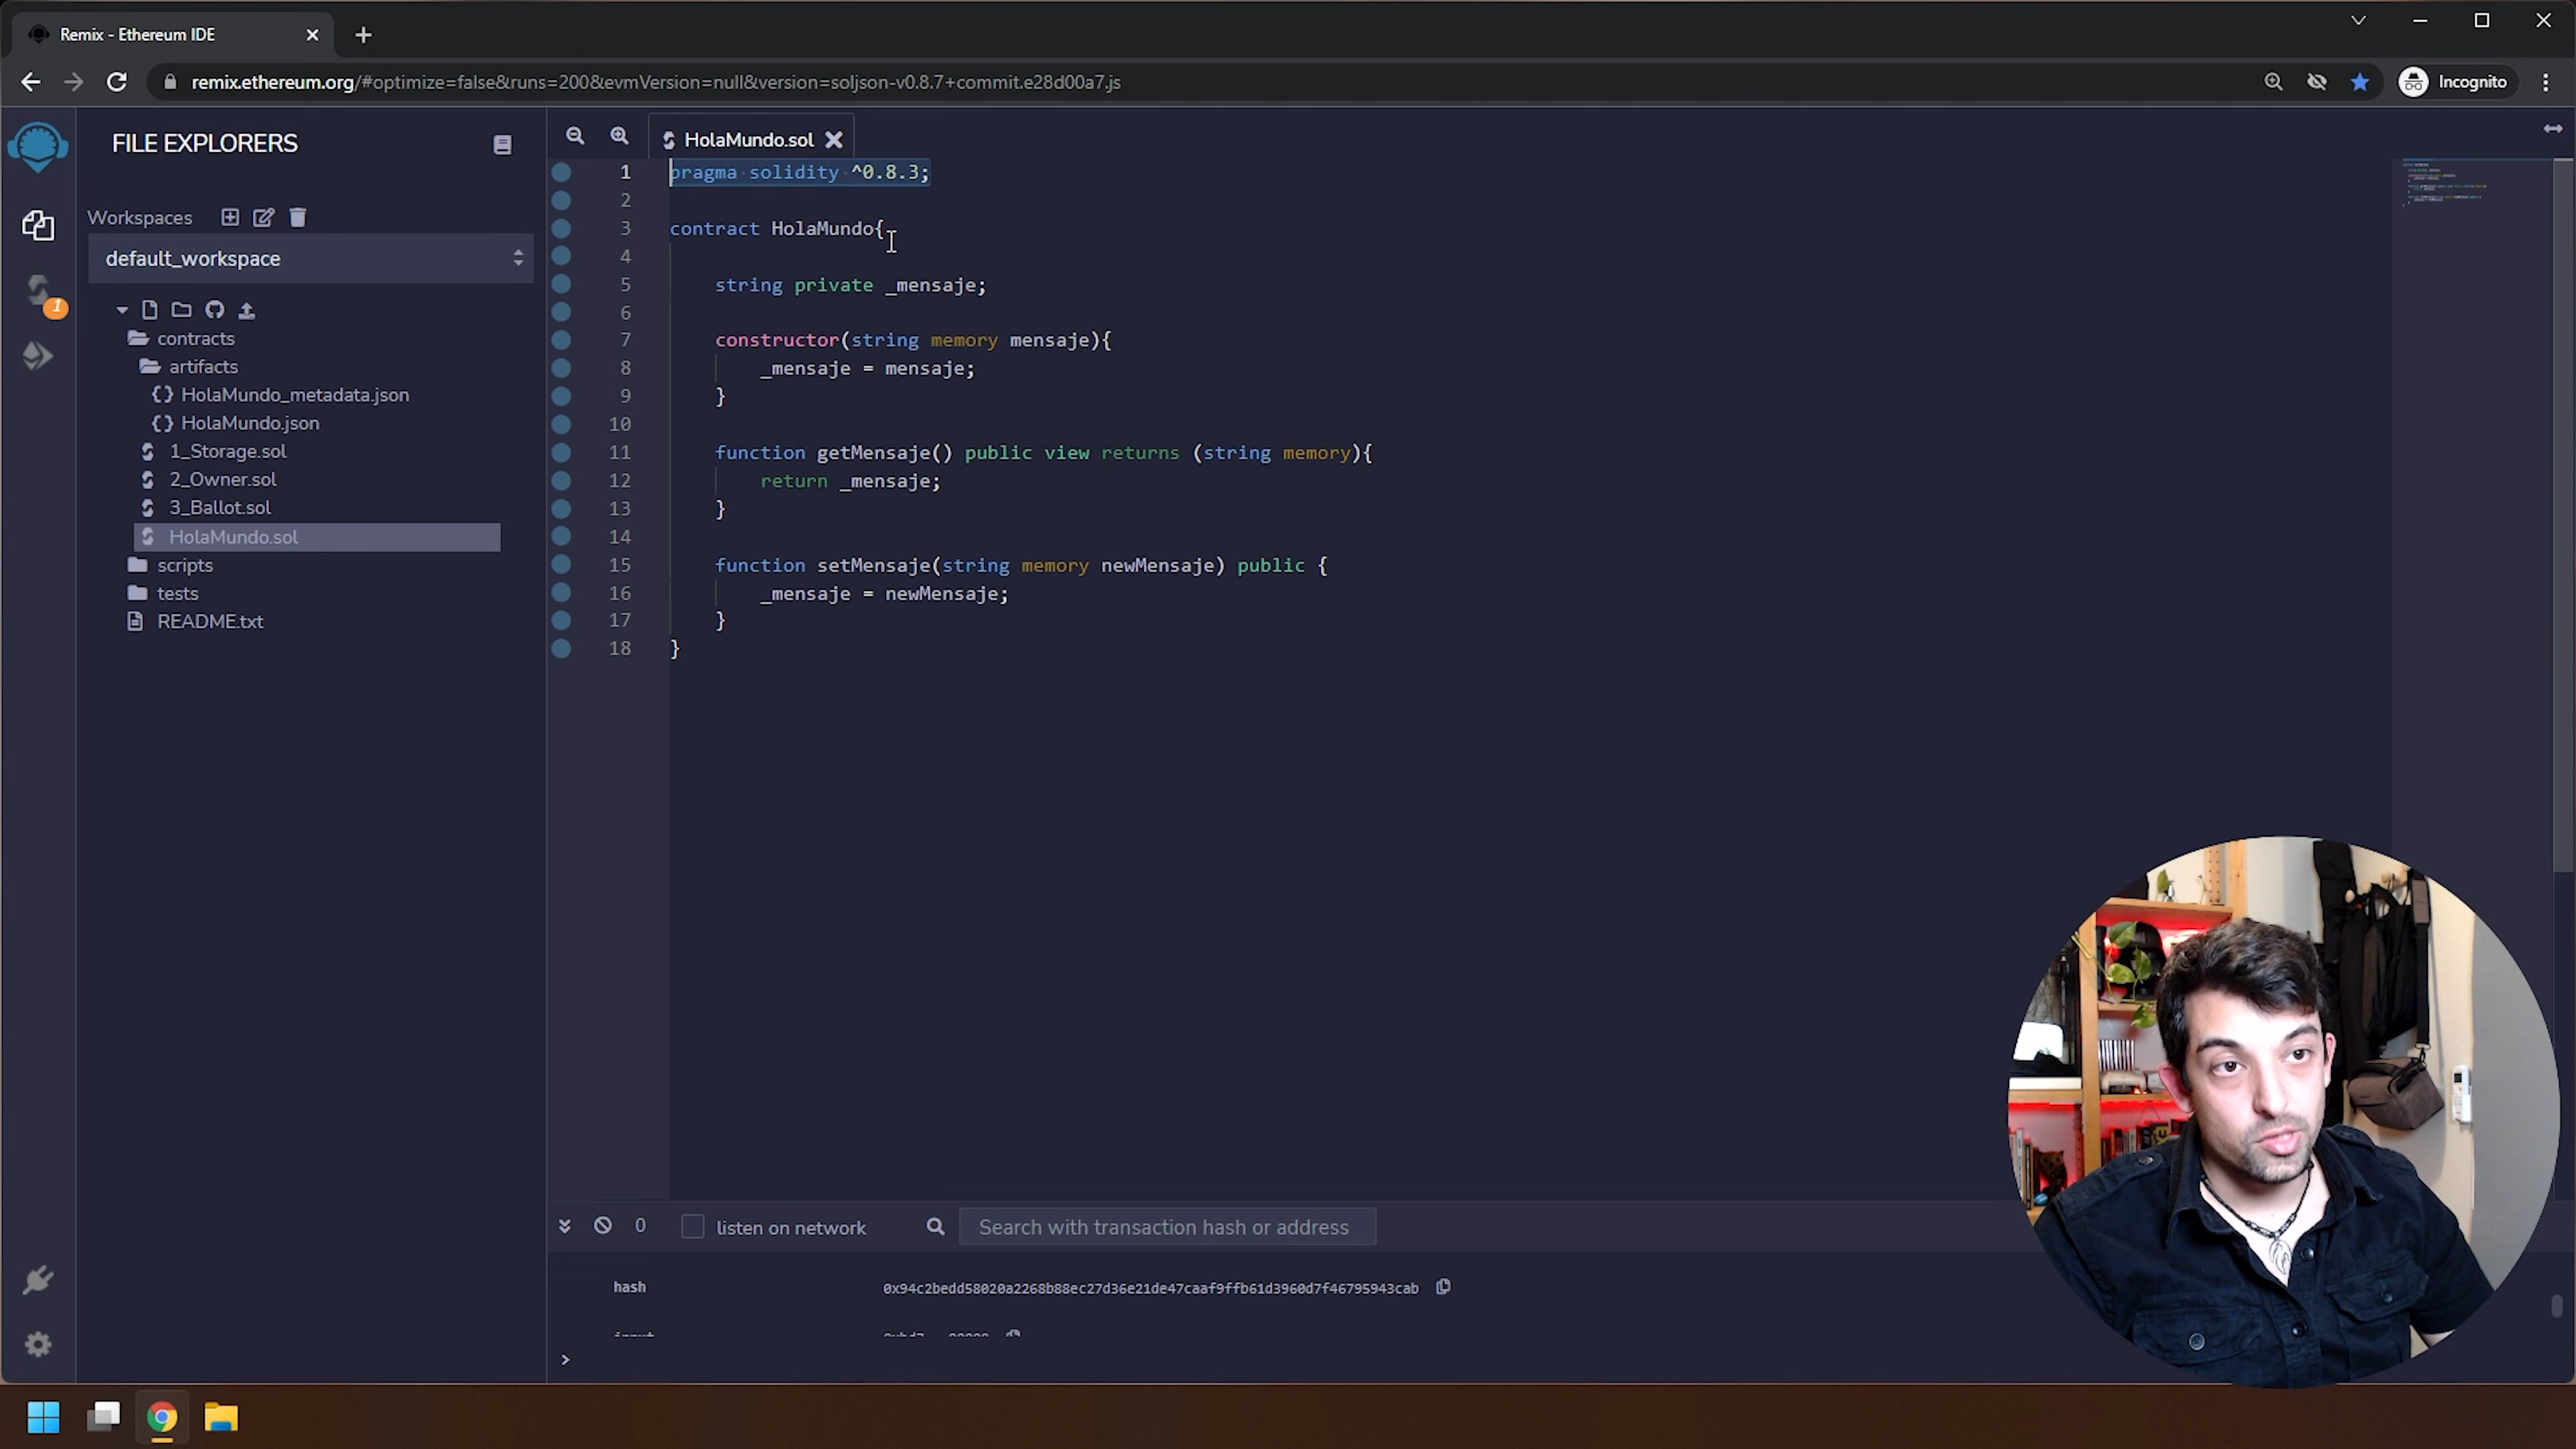 Remix - Ethereum IDE
remix.ethereum.org/#optimize=false&runs=200&evmVersion=null&version=soljson-v0.8.7+commit.e28d00a7.js
Incognito
FILE EXPLORERS
Workspaces
default_workspace
1
contracts
artifacts
HolaMundo_metadata.json
HolaMundo.json
1_Storage.sol
2_Owner.sol
3_Ballot.sol
HolaMundo.sol
scripts
tests
README.txt
HolaMundo.sol
1 pragma solidity ^0.8.3;
2
3 contract HolaMundo{
4
5 string private _mensaje;
6
7 constructor(string memory mensaje){
8 _mensaje = mensaje;
9 }
10
11 function getMensaje() public view returns (string memory){
12 return _mensaje;
13 }
14
15 function setMensaje(string memory newMensaje) public {
16 _mensaje = newMensaje;
17 }
18 }
0 listen on network Search with transaction hash or address
hash 0x94c2bedd58020a2268b88ec27d36e21de47caaf9ffb61d3960d7f46795943cab
>